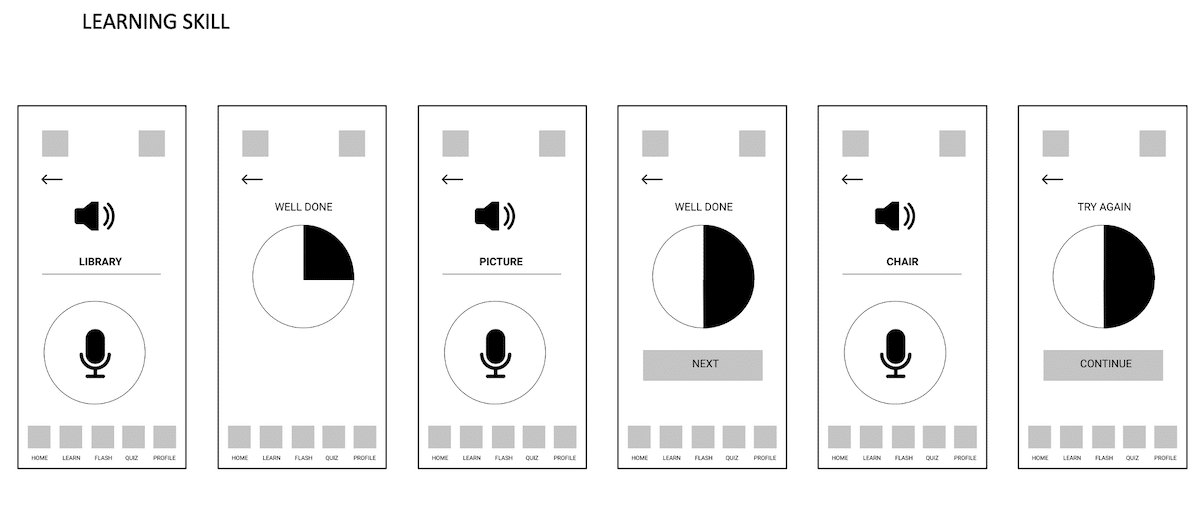 LEARNING SKILL
LIBRARY
HOME LEARN FLASH QUIZ PROFILE
WELL DONE
HOME LEARN FLASH QUIZ PROFILE
PICTURE
HOME LEARN FLASH QUIZ PROFILE
WELL DONE
NEXT
HOME LEARN FLASH QUIZ PROFILE
CHAIR
HOME LEARN FLASH QUIZ PROFILE
TRY AGAIN
CONTINUE
HOME LEARN FLASH QUIZ PROFILE